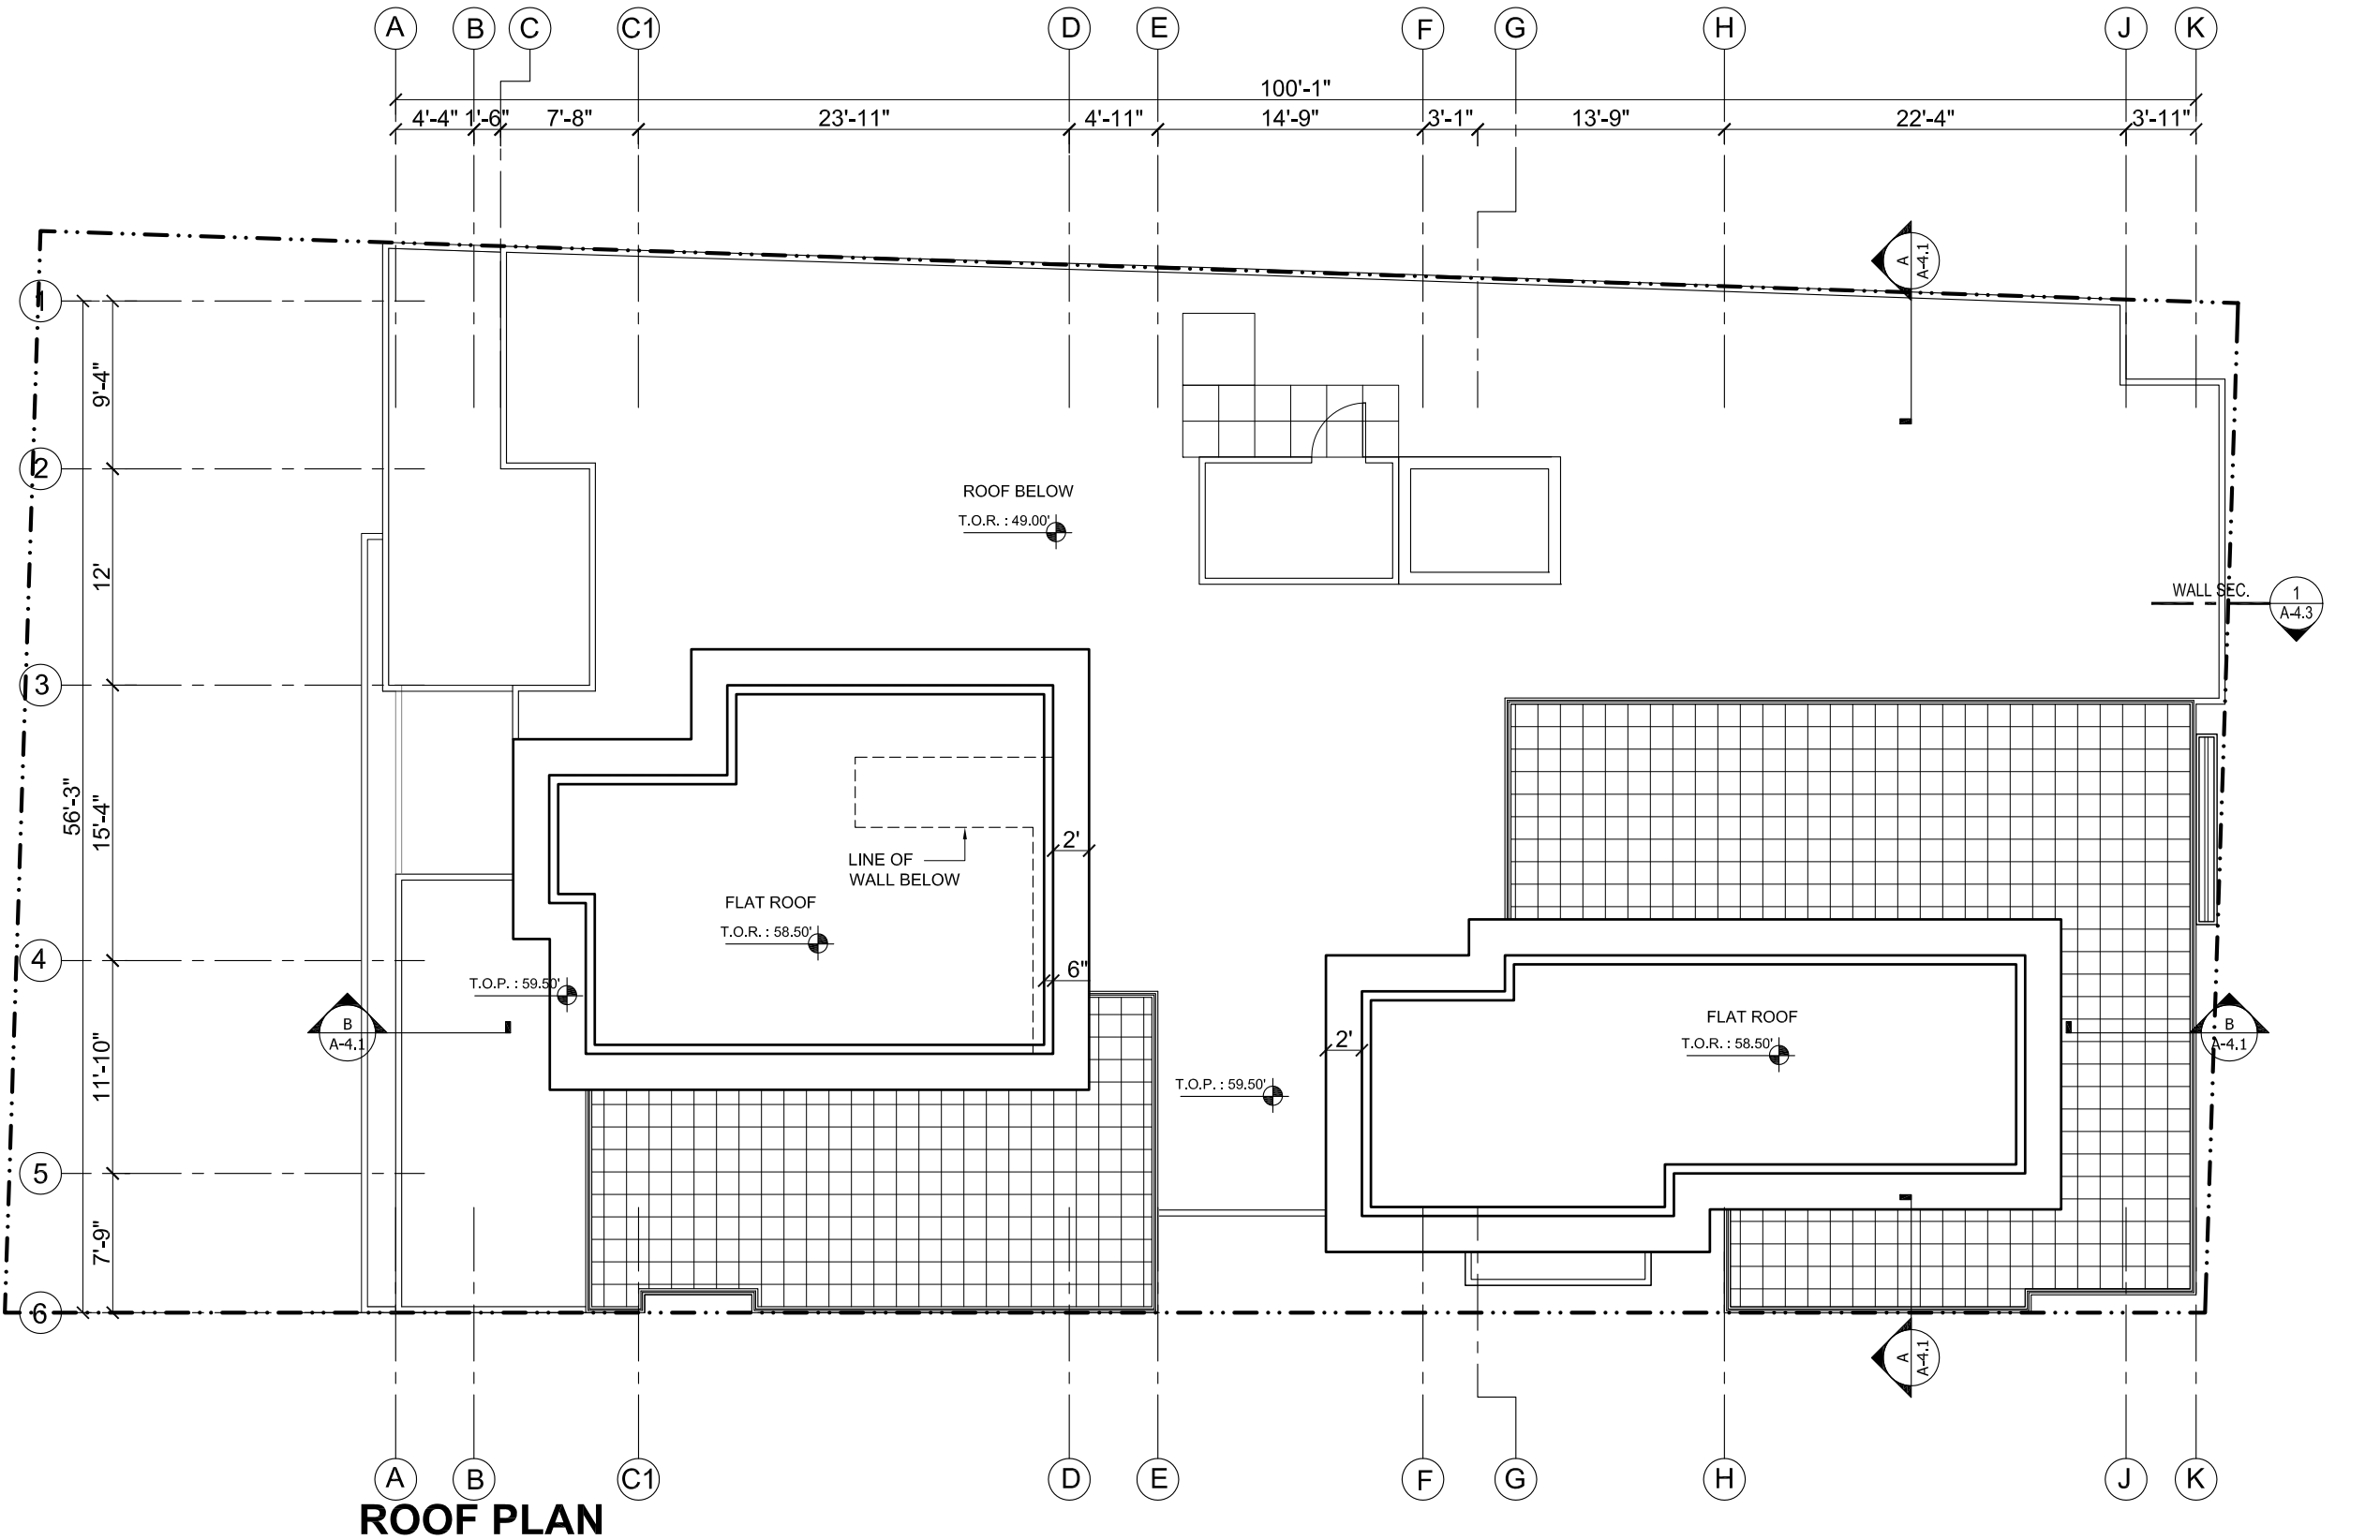 A B C C1 D E F G H J K
100'-1"
4'-4" 1'-6" 7'-8" 23'-11" 4'-11" 14'-9" 3'-1" 13'-9" 22'-4" 3'-11"
A
A-4.1
1
9'-4"
2
ROOF BELOW
T.O.R. : 49.00'
12'
WALL SEC.
1
A-4.3
3
56'-3"
15'-4"
2'
LINE OF
WALL BELOW
FLAT ROOF
T.O.R. : 58.50'
4
6"
T.O.P. : 59.50'
B
A-4.1
FLAT ROOF
T.O.R. : 58.50'
2'
B
A-4.1
11'-10"
T.O.P. : 59.50'
5
7'-9"
6
A
A-4.1
A B C1 D E F G H J K
ROOF PLAN